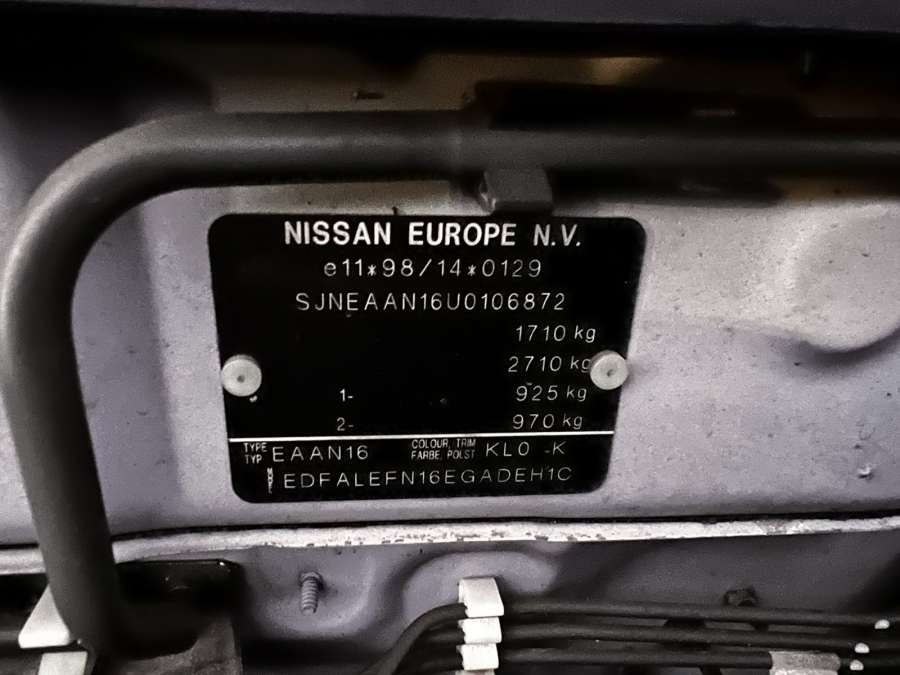 NISSAN EUROPE N.V.
e11*98/14*0129
SJNEAAN16U0106872
1710 kg
2710 kg
1- 925 kg
2- 970 kg
TYPE TYP EAAN16 COLOUR, TRIM FARBE, POLST KL0 -K
EDFALEFN16EGADEH1C